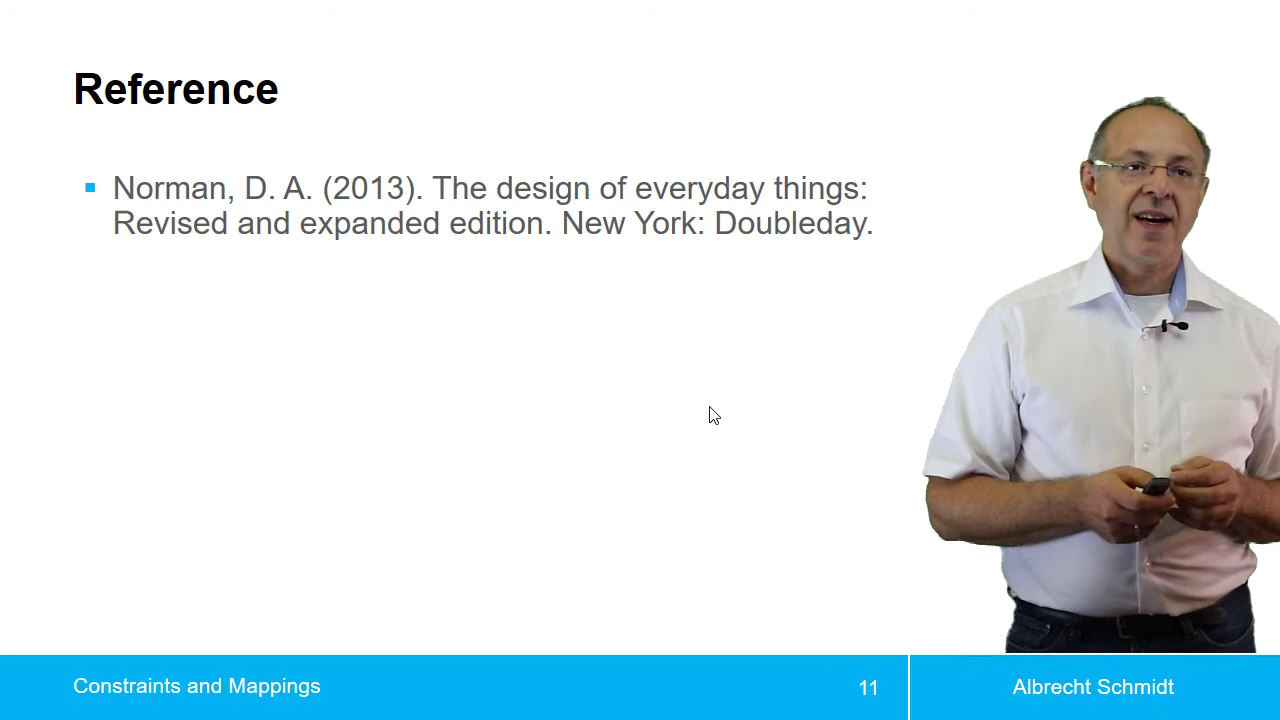 Reference
Norman, D. A. (2013). The design of everyday things:
Revised and expanded edition. New York: Doubleday.
Constraints and Mappings
11
Albrecht Schmidt